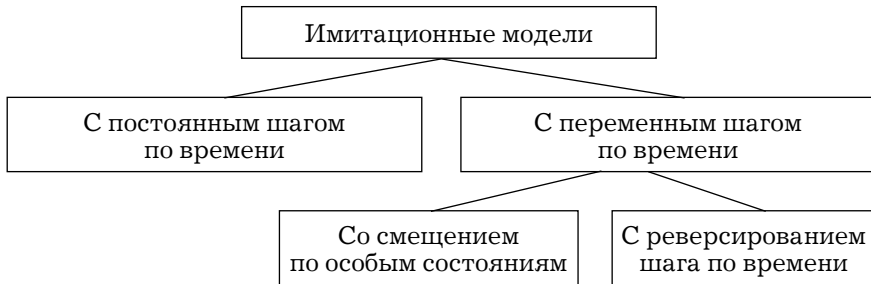 Имитационные модели
С постоянным шагом
по времени
С переменным шагом
по времени
Со смещением
по особым состояниям
С реверсированием
шага по времени